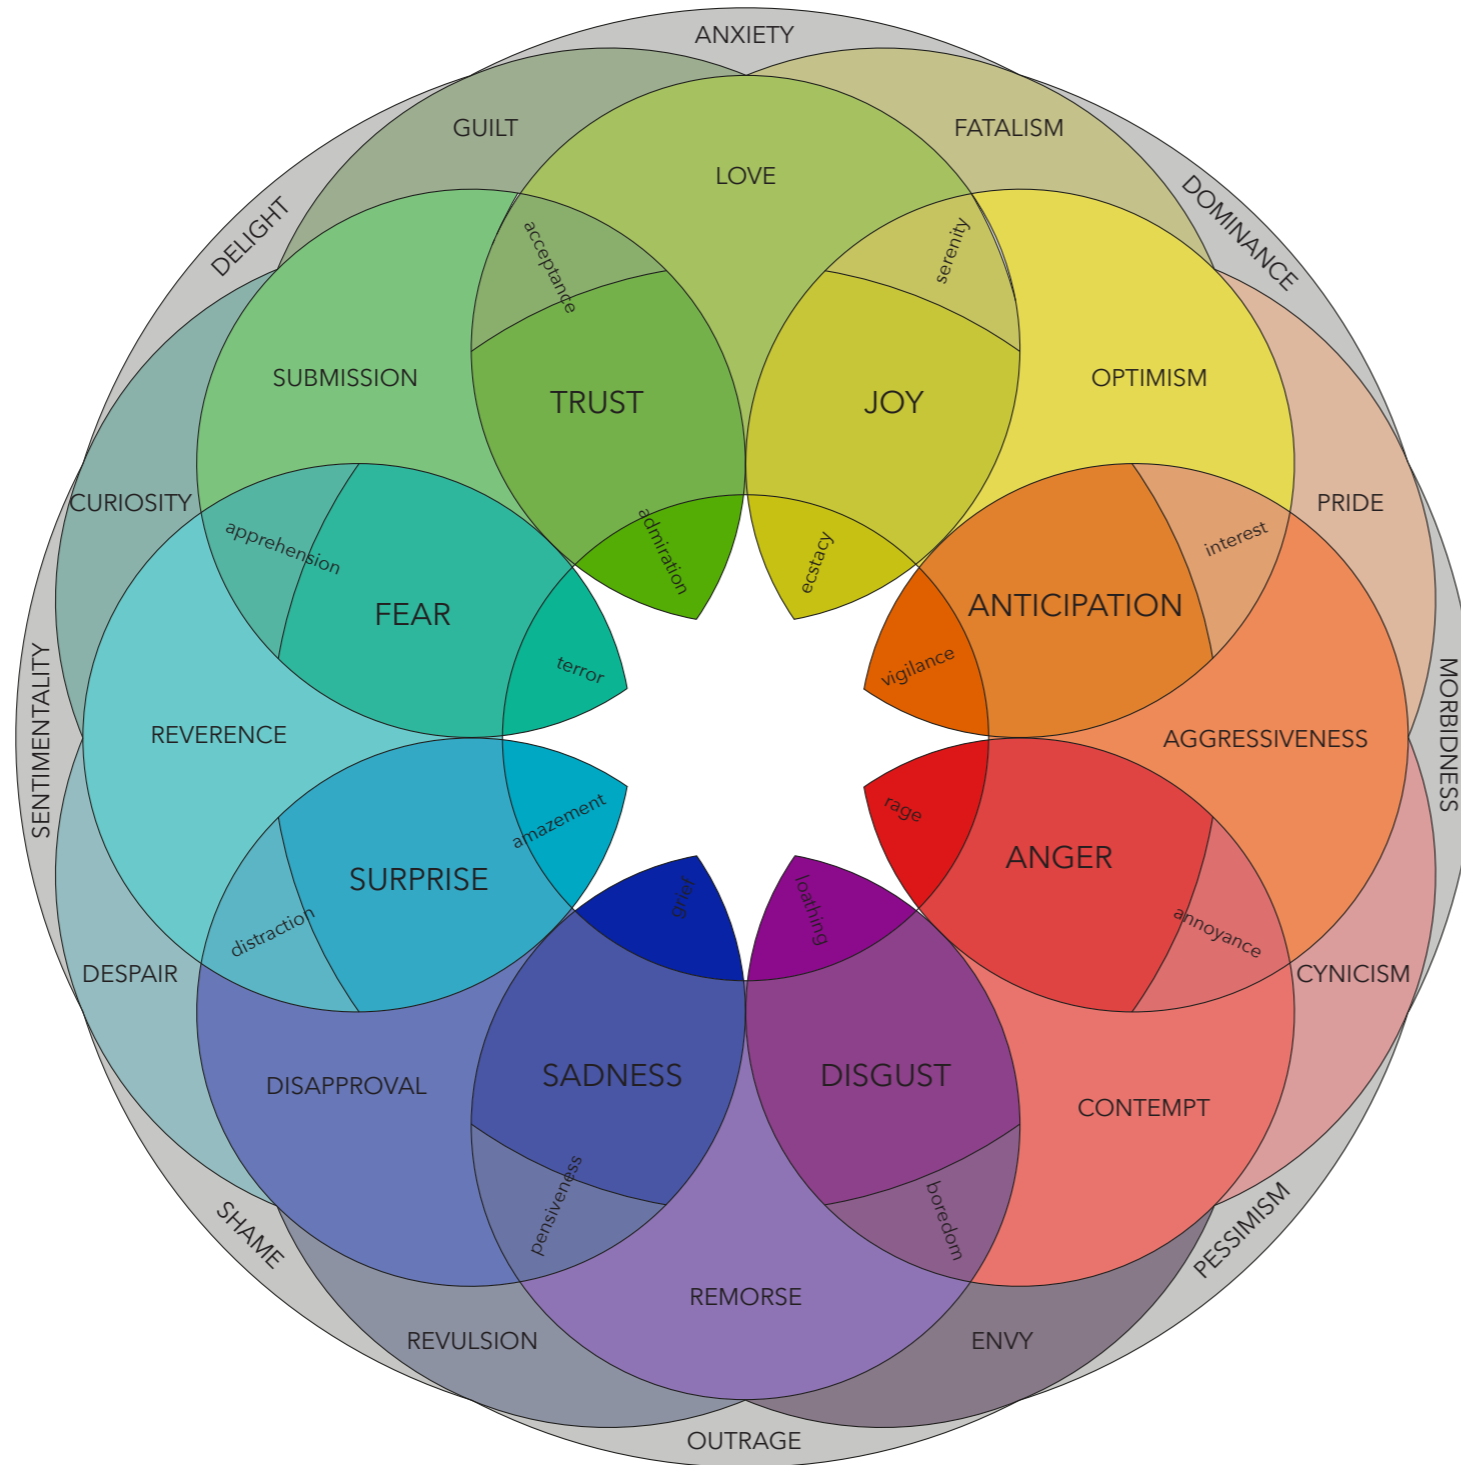 ANXIETY
GUILT
FATALISM
LOVE
DELIGHT
DOMINANCE
acceptance
serenity
SUBMISSION
TRUST
JOY
OPTIMISM
CURIOSITY
PRIDE
apprehension
admiration
ecstacy
interest
FEAR
ANTICIPATION
terror
vigilance
SENTIMENTALITY
REVERENCE
AGGRESSIVENESS
MORBIDNESS
amazement
rage
SURPRISE
ANGER
distraction
grief
loathing
annoyance
DESPAIR
CYNICISM
DISAPPROVAL
SADNESS
DISGUST
CONTEMPT
pensiveness
boredom
SHAME
PESSIMISM
REMORSE
REVULSION
ENVY
OUTRAGE